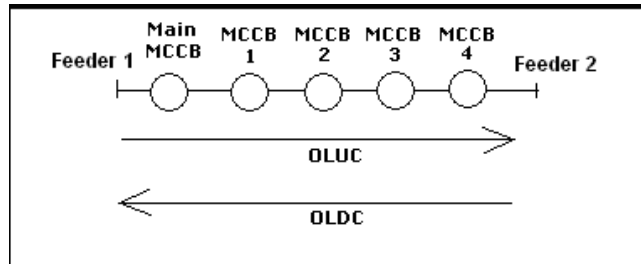 Feeder 1
Main
MCCB
MCCB
1
MCCB
2
MCCB
3
MCCB
4
Feeder 2
OLUC
OLDC